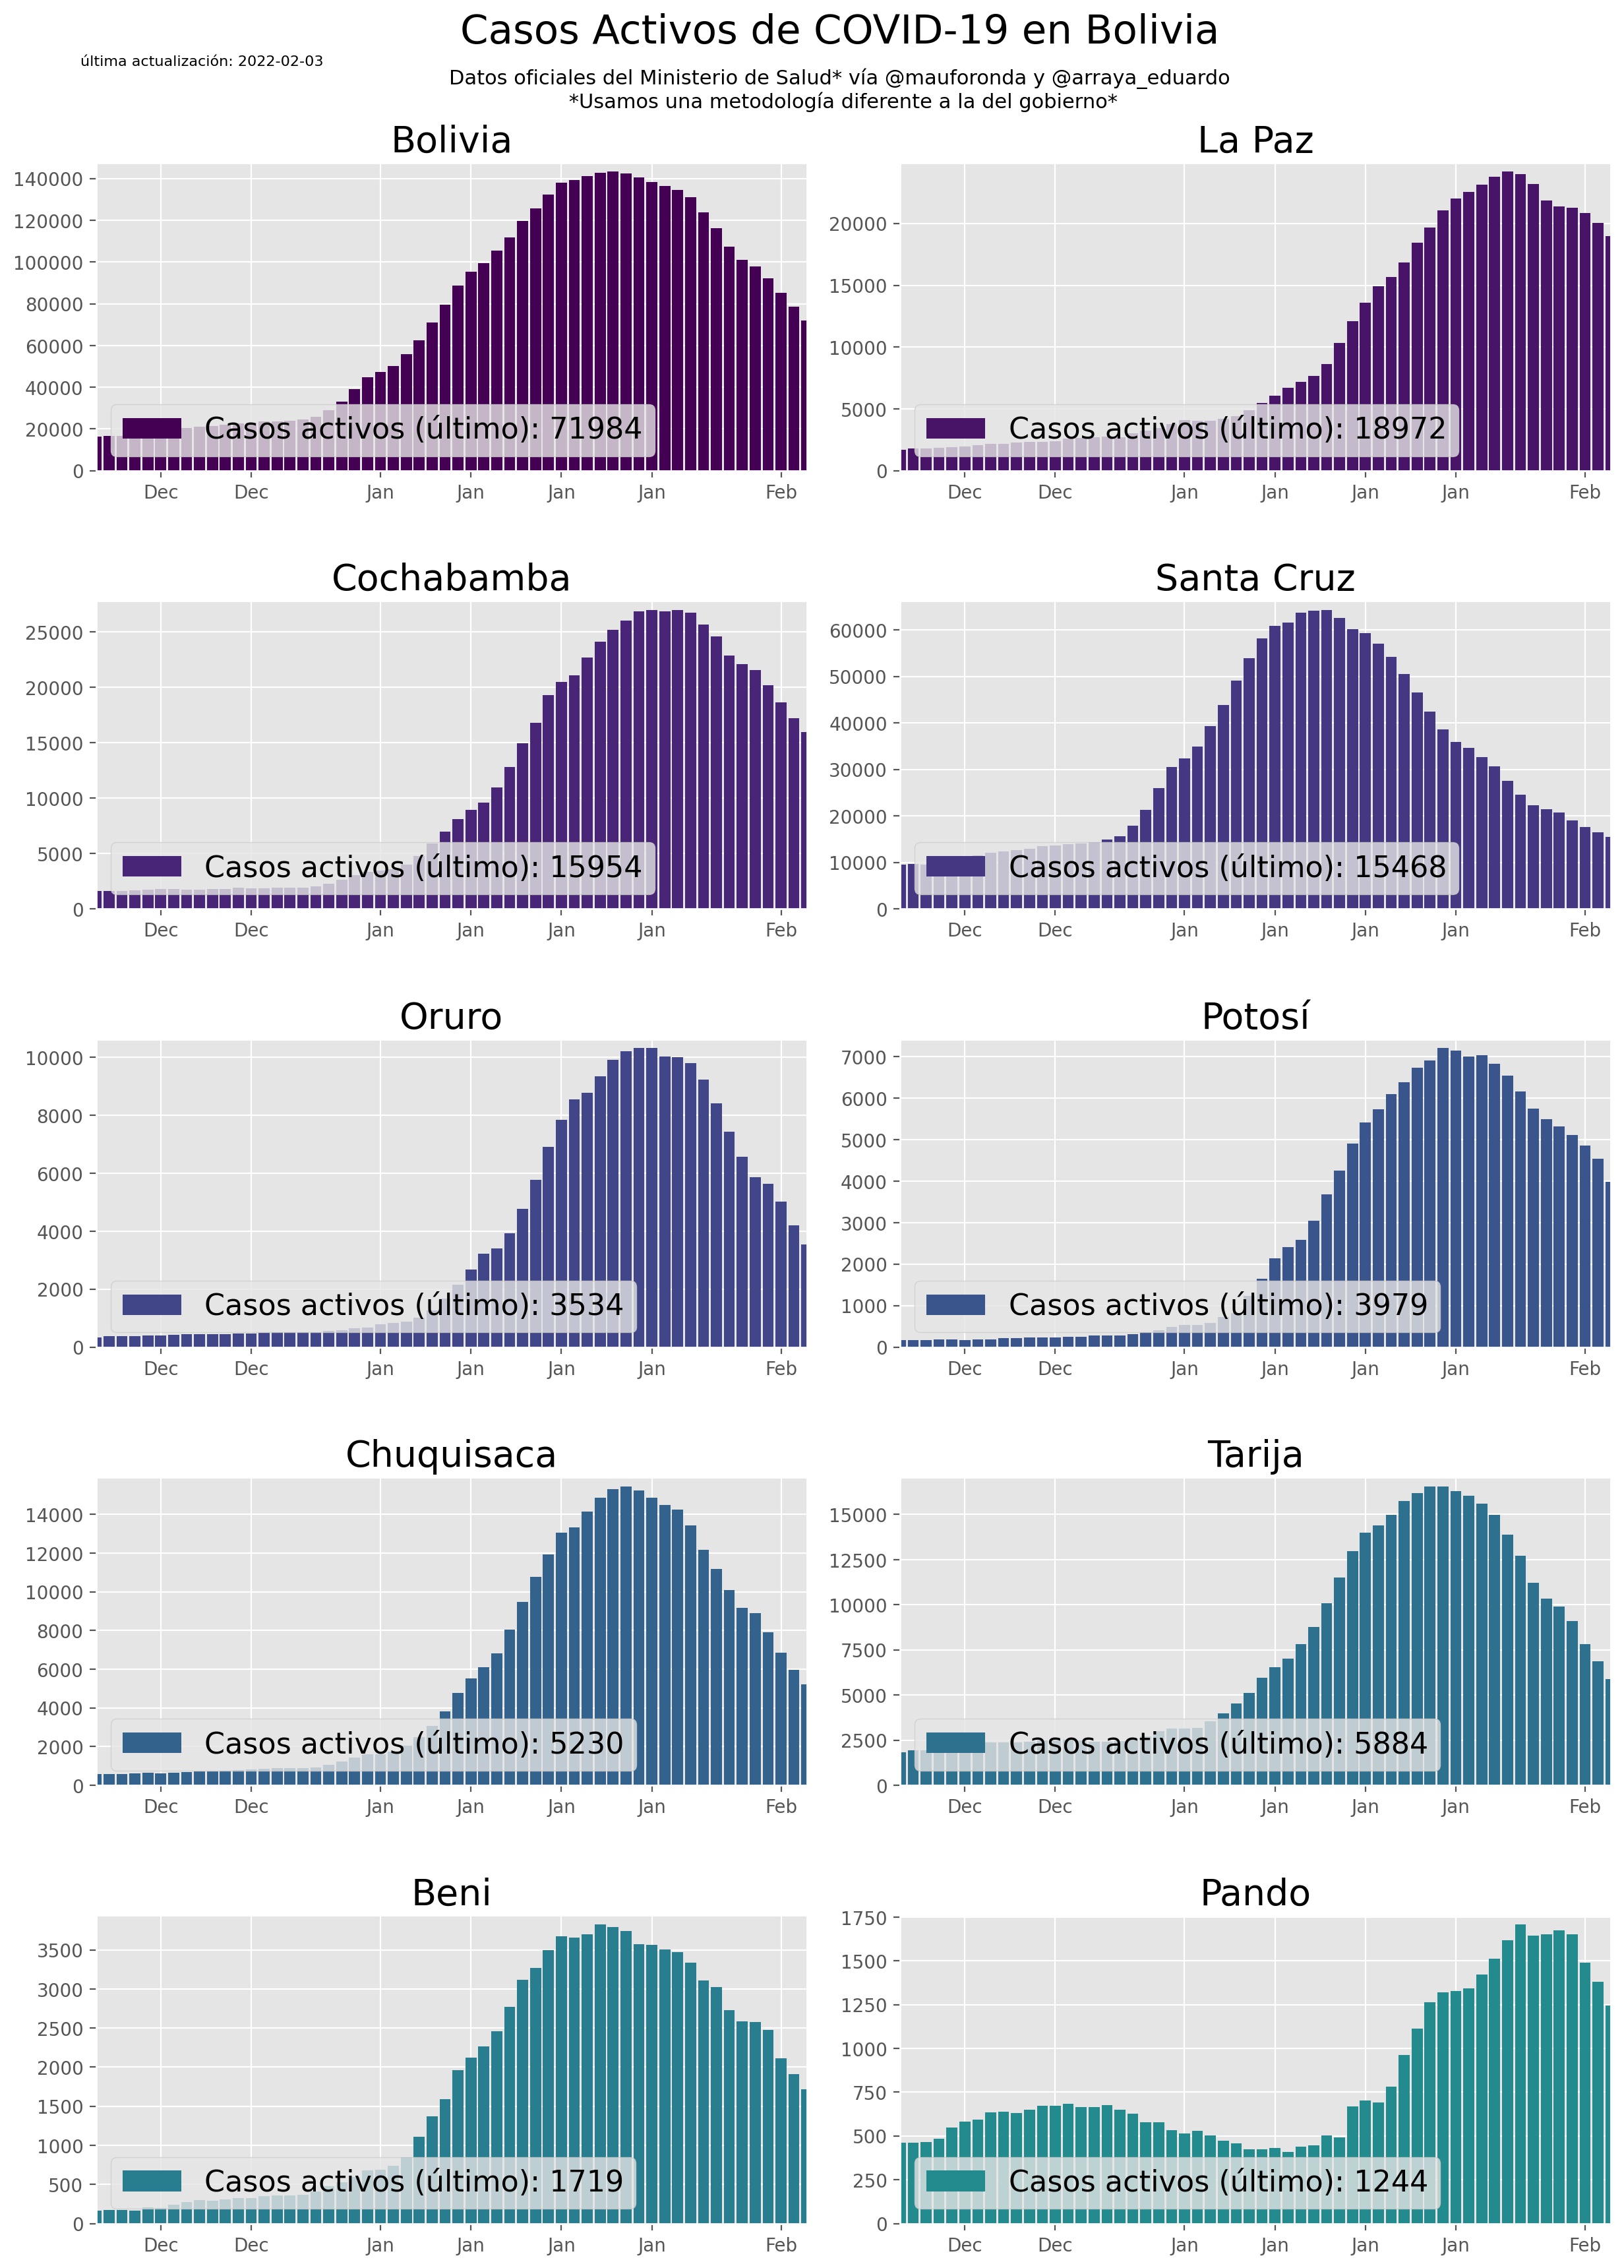 Casos Activos de COVID-19 en Bolivia
última actualización: 2022-02-03
Datos oficiales del Ministerio de Salud* vía @mauforonda y @arraya_eduardo
*Usamos una metodología diferente a la del gobierno*
Bolivia
140000
120000
100000
80000
60000
40000
20000
0
Casos activos (último): 71984
Dec Dec Jan Jan Jan Jan Feb
La Paz
20000
15000
10000
5000
0
Casos activos (último): 18972
Dec Dec Jan Jan Jan Jan Feb
Cochabamba
25000
20000
15000
10000
5000
0
Casos activos (último): 15954
Dec Dec Jan Jan Jan Jan Feb
Santa Cruz
60000
50000
40000
30000
20000
10000
0
Casos activos (último): 15468
Dec Dec Jan Jan Jan Jan Feb
Oruro
10000
8000
6000
4000
2000
0
Casos activos (último): 3534
Dec Dec Jan Jan Jan Jan Feb
Potosí
7000
6000
5000
4000
3000
2000
1000
0
Casos activos (último): 3979
Dec Dec Jan Jan Jan Jan Feb
Chuquisaca
14000
12000
10000
8000
6000
4000
2000
0
Casos activos (último): 5230
Dec Dec Jan Jan Jan Jan Feb
Tarija
15000
12500
10000
7500
5000
2500
0
Casos activos (último): 5884
Dec Dec Jan Jan Jan Jan Feb
Beni
3500
3000
2500
2000
1500
1000
500
0
Casos activos (último): 1719
Dec Dec Jan Jan Jan Jan Feb
Pando
1750
1500
1250
1000
750
500
250
0
Casos activos (último): 1244
Dec Dec Jan Jan Jan Jan Feb